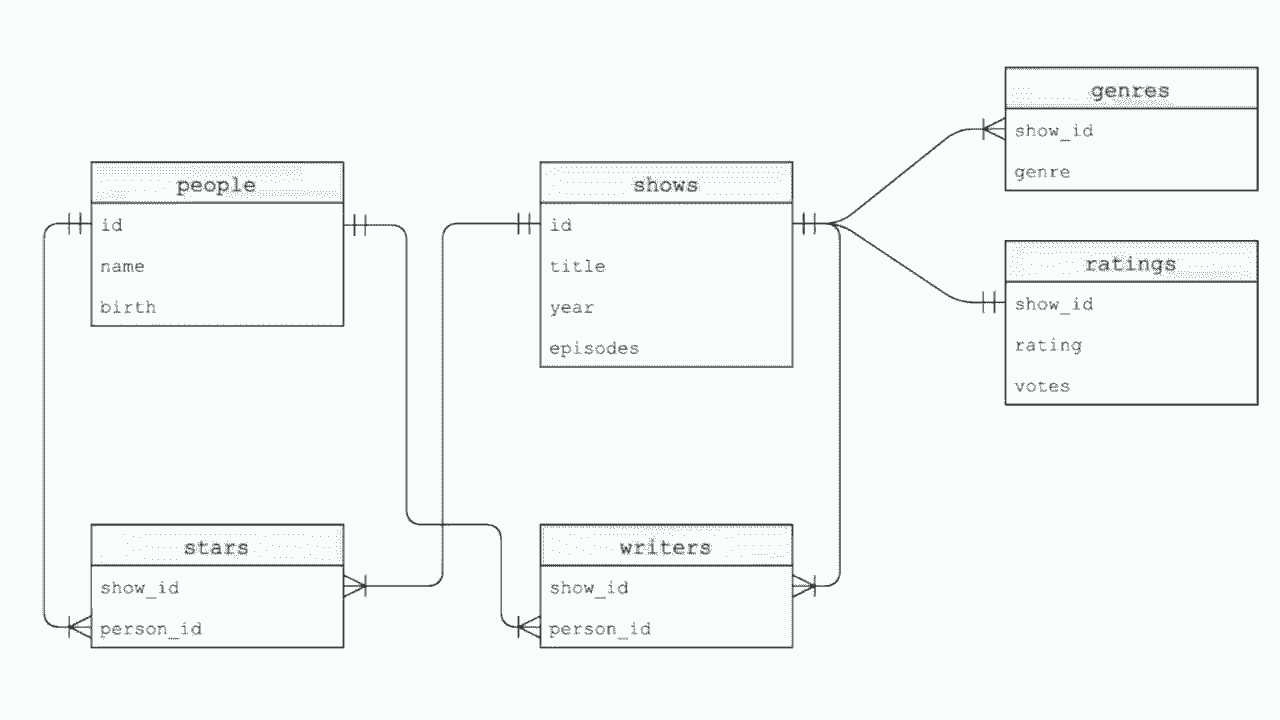 people
id
name
birth
shows
id
title
year
episodes
genres
show_id
genre
ratings
show_id
rating
votes
stars
show_id
person_id
writers
show_id
person_id